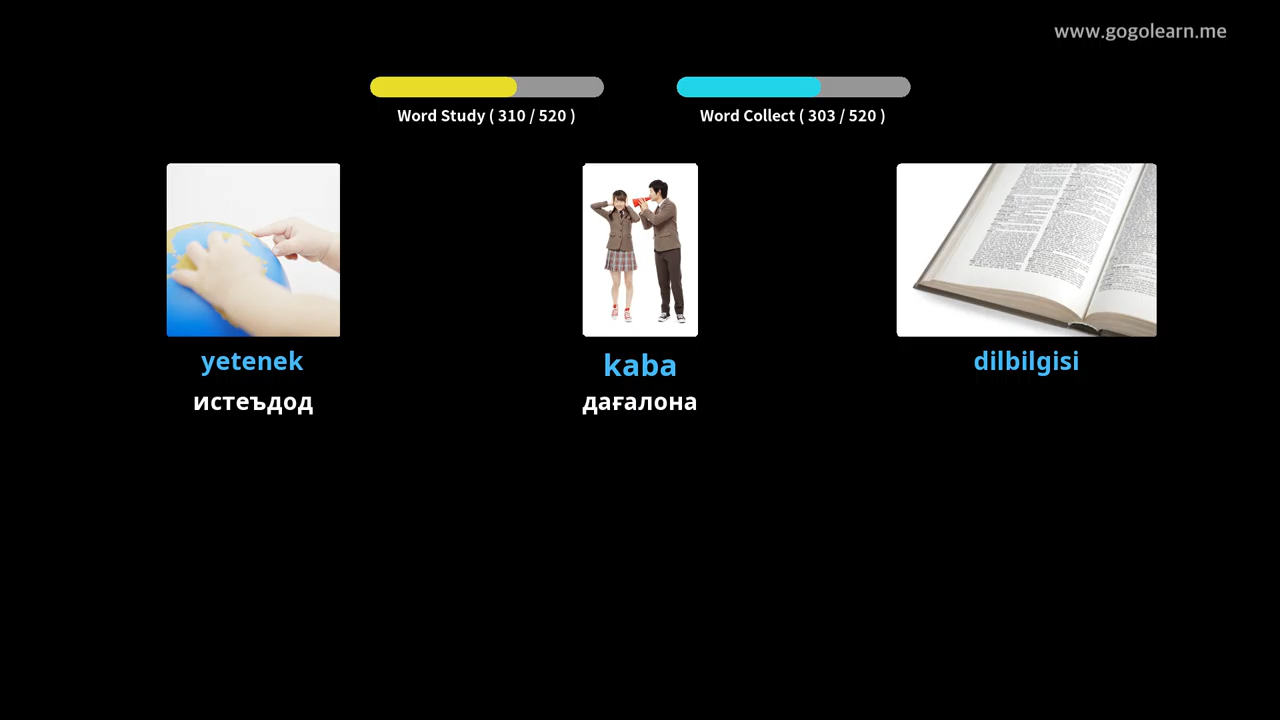 www.gogolearn.me
Word Study ( 310 / 520 )
Word Collect ( 303 / 520 )
yetenek
kaba
dilbilgisi
истеъдод
дағалона